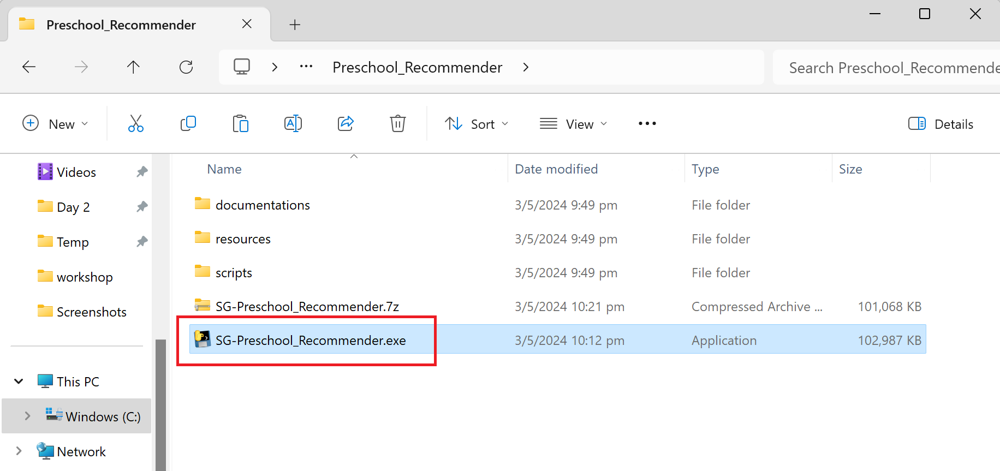 Preschool_Recommender
Preschool_Recommender
Search Preschool_Recommende
New
Sort
View
Details
Videos
Day 2
Temp
workshop
Screenshots
This PC
Windows (C:)
Network
Name Date modified Type Size
documentations 3/5/2024 9:49 pm File folder
resources 3/5/2024 9:49 pm File folder
scripts 3/5/2024 9:49 pm File folder
SG-Preschool_Recommender.7z 3/5/2024 10:21 pm Compressed Archive ... 101,068 KB
SG-Preschool_Recommender.exe 3/5/2024 10:12 pm Application 102,987 KB